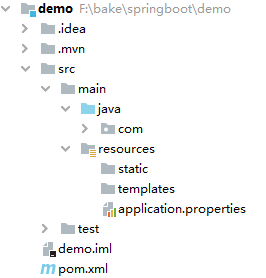 demo F:\bake\springboot\demo
.idea
.mvn
src
main
java
com
resources
static
templates
application.properties
test
demo.iml
pom.xml